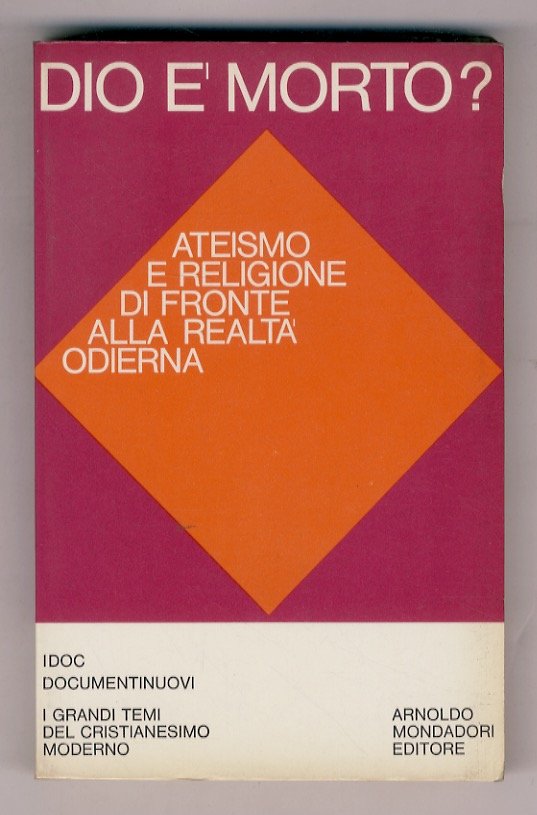 DIO E' MORTO?
ATEISMO
E RELIGIONE
DI FRONTE
ALLA REALTA'
ODIERNA
IDOC
DOCUMENTINUOVI
I GRANDI TEMI
DEL CRISTIANESIMO
MODERNO
ARNOLDO
MONDADORI
EDITORE